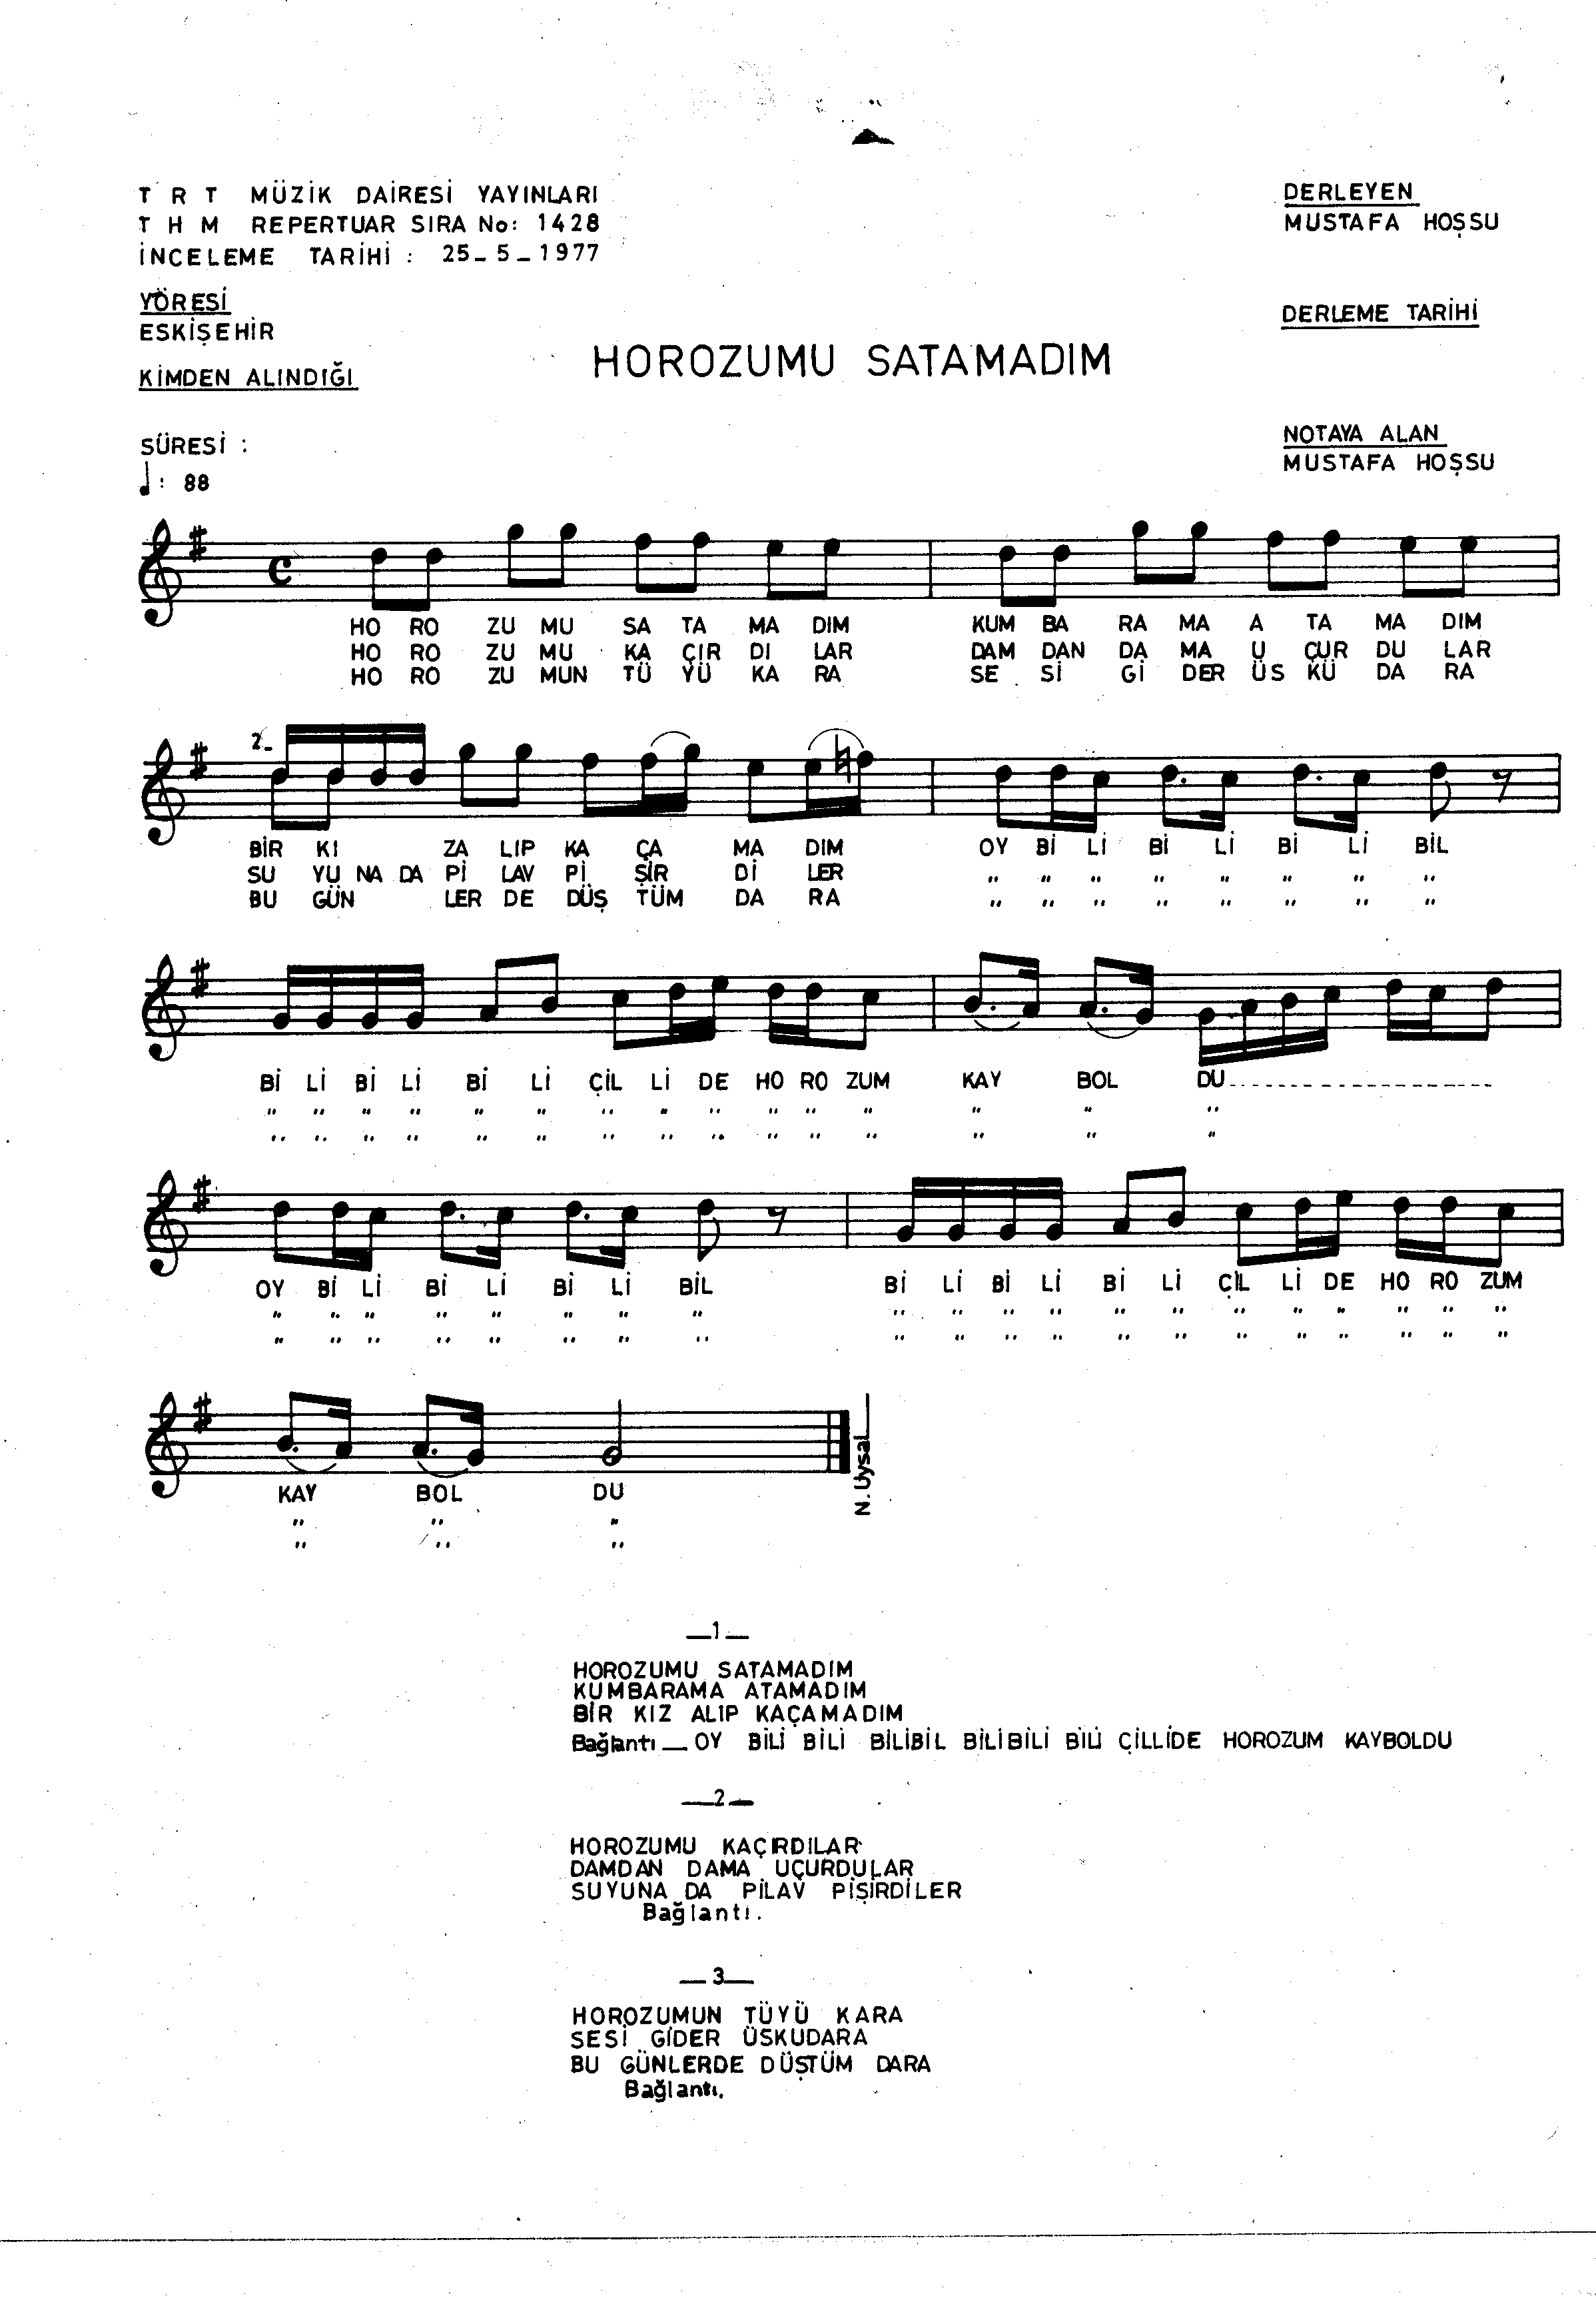 T R T MÜZİK DAİRESİ YAYINLARI
T H M REPERTUAR SIRA No: 1428
İNCELEME TARİHİ : 25_5_1977
DERLEYEN
MUSTAFA HOŞSU
YÖRESİ
ESKİŞEHİR
DERLEME TARİHİ
HOROZUMU SATAMADIM
KİMDEN ALINDIĞI
NOTAYA ALAN
MUSTAFA HOŞSU
SÜRESİ :
♩: 88
HO RO ZU MU SA TA MA DIM KUM BA RA MA A TA MA DIM
HO RO ZU MU KA ÇIR DI LAR DAM DAN DA MA U ÇUR DU LAR
HO RO ZU MUN TÜ YÜ KA RA SE Sİ Gİ DER ÜS KÜ DA RA
2_
BİR KI ZA LIP KA ÇA MA DIM OY Bİ Lİ Bİ Lİ Bİ Lİ BİL
SU YU NA DA Pİ LAV Pİ ŞİR Dİ LER " " " " " " " "
BU GÜN LER DE DÜŞ TÜM DA RA " " " " " " " "
Bİ Lİ Bİ Lİ Bİ Lİ ÇİL Lİ DE HO RO ZUM KAY BOL DU--------------------
" " " " " " " " " " " " " " "
" " " " " " " " " " " " " " "
OY Bİ Lİ Bİ Lİ Bİ Lİ BİL Bİ Lİ Bİ Lİ Bİ Lİ ÇİL Lİ DE HO RO ZUM
" " " " " " " " " " " " " " " " " " " "
" " " " " " " " " " " " " " " " " " " "
N. Uysal
KAY BOL DU
" " "
" " "
_1_
HOROZUMU SATAMADIM
KUMBARAMA ATAMADIM
BİR KIZ ALIP KAÇAMADIM
Bağlantı _ OY BİLİ BİLİ BİLİBİL BİLİBİLİ BİLİ ÇİLLİDE HOROZUM KAYBOLDU
_2_
HOROZUMU KAÇIRDILAR
DAMDAN DAMA UÇURDULAR
SUYUNA DA PİLAV PİŞİRDİLER
Bağlantı.
_3_
HOROZUMUN TÜYÜ KARA
SESİ GİDER ÜSKUDARA
BU GÜNLERDE DÜŞTÜM DARA
Bağlantı.